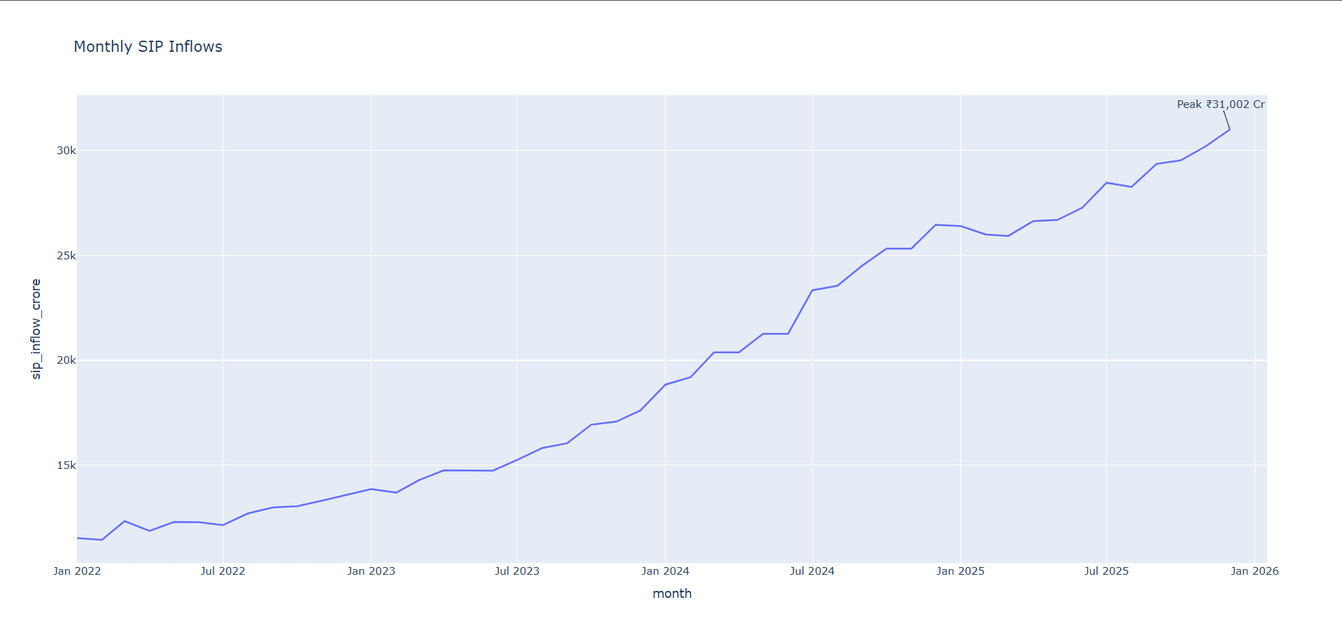 Monthly SIP Inflows
Peak ₹31,002 Cr
30k
25k
20k
15k
sip_inflow_crore
Jan 2022
Jul 2022
Jan 2023
Jul 2023
Jan 2024
Jul 2024
Jan 2025
Jul 2025
Jan 2026
month